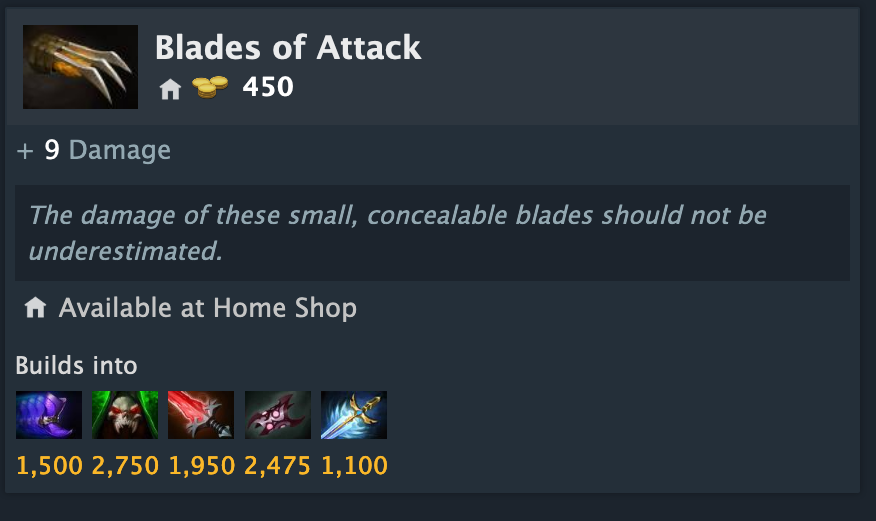 Blades of Attack
450
+ 9 Damage
The damage of these small, concealable blades should not be
underestimated.
Available at Home Shop
Builds into
1,500 2,750 1,950 2,475 1,100